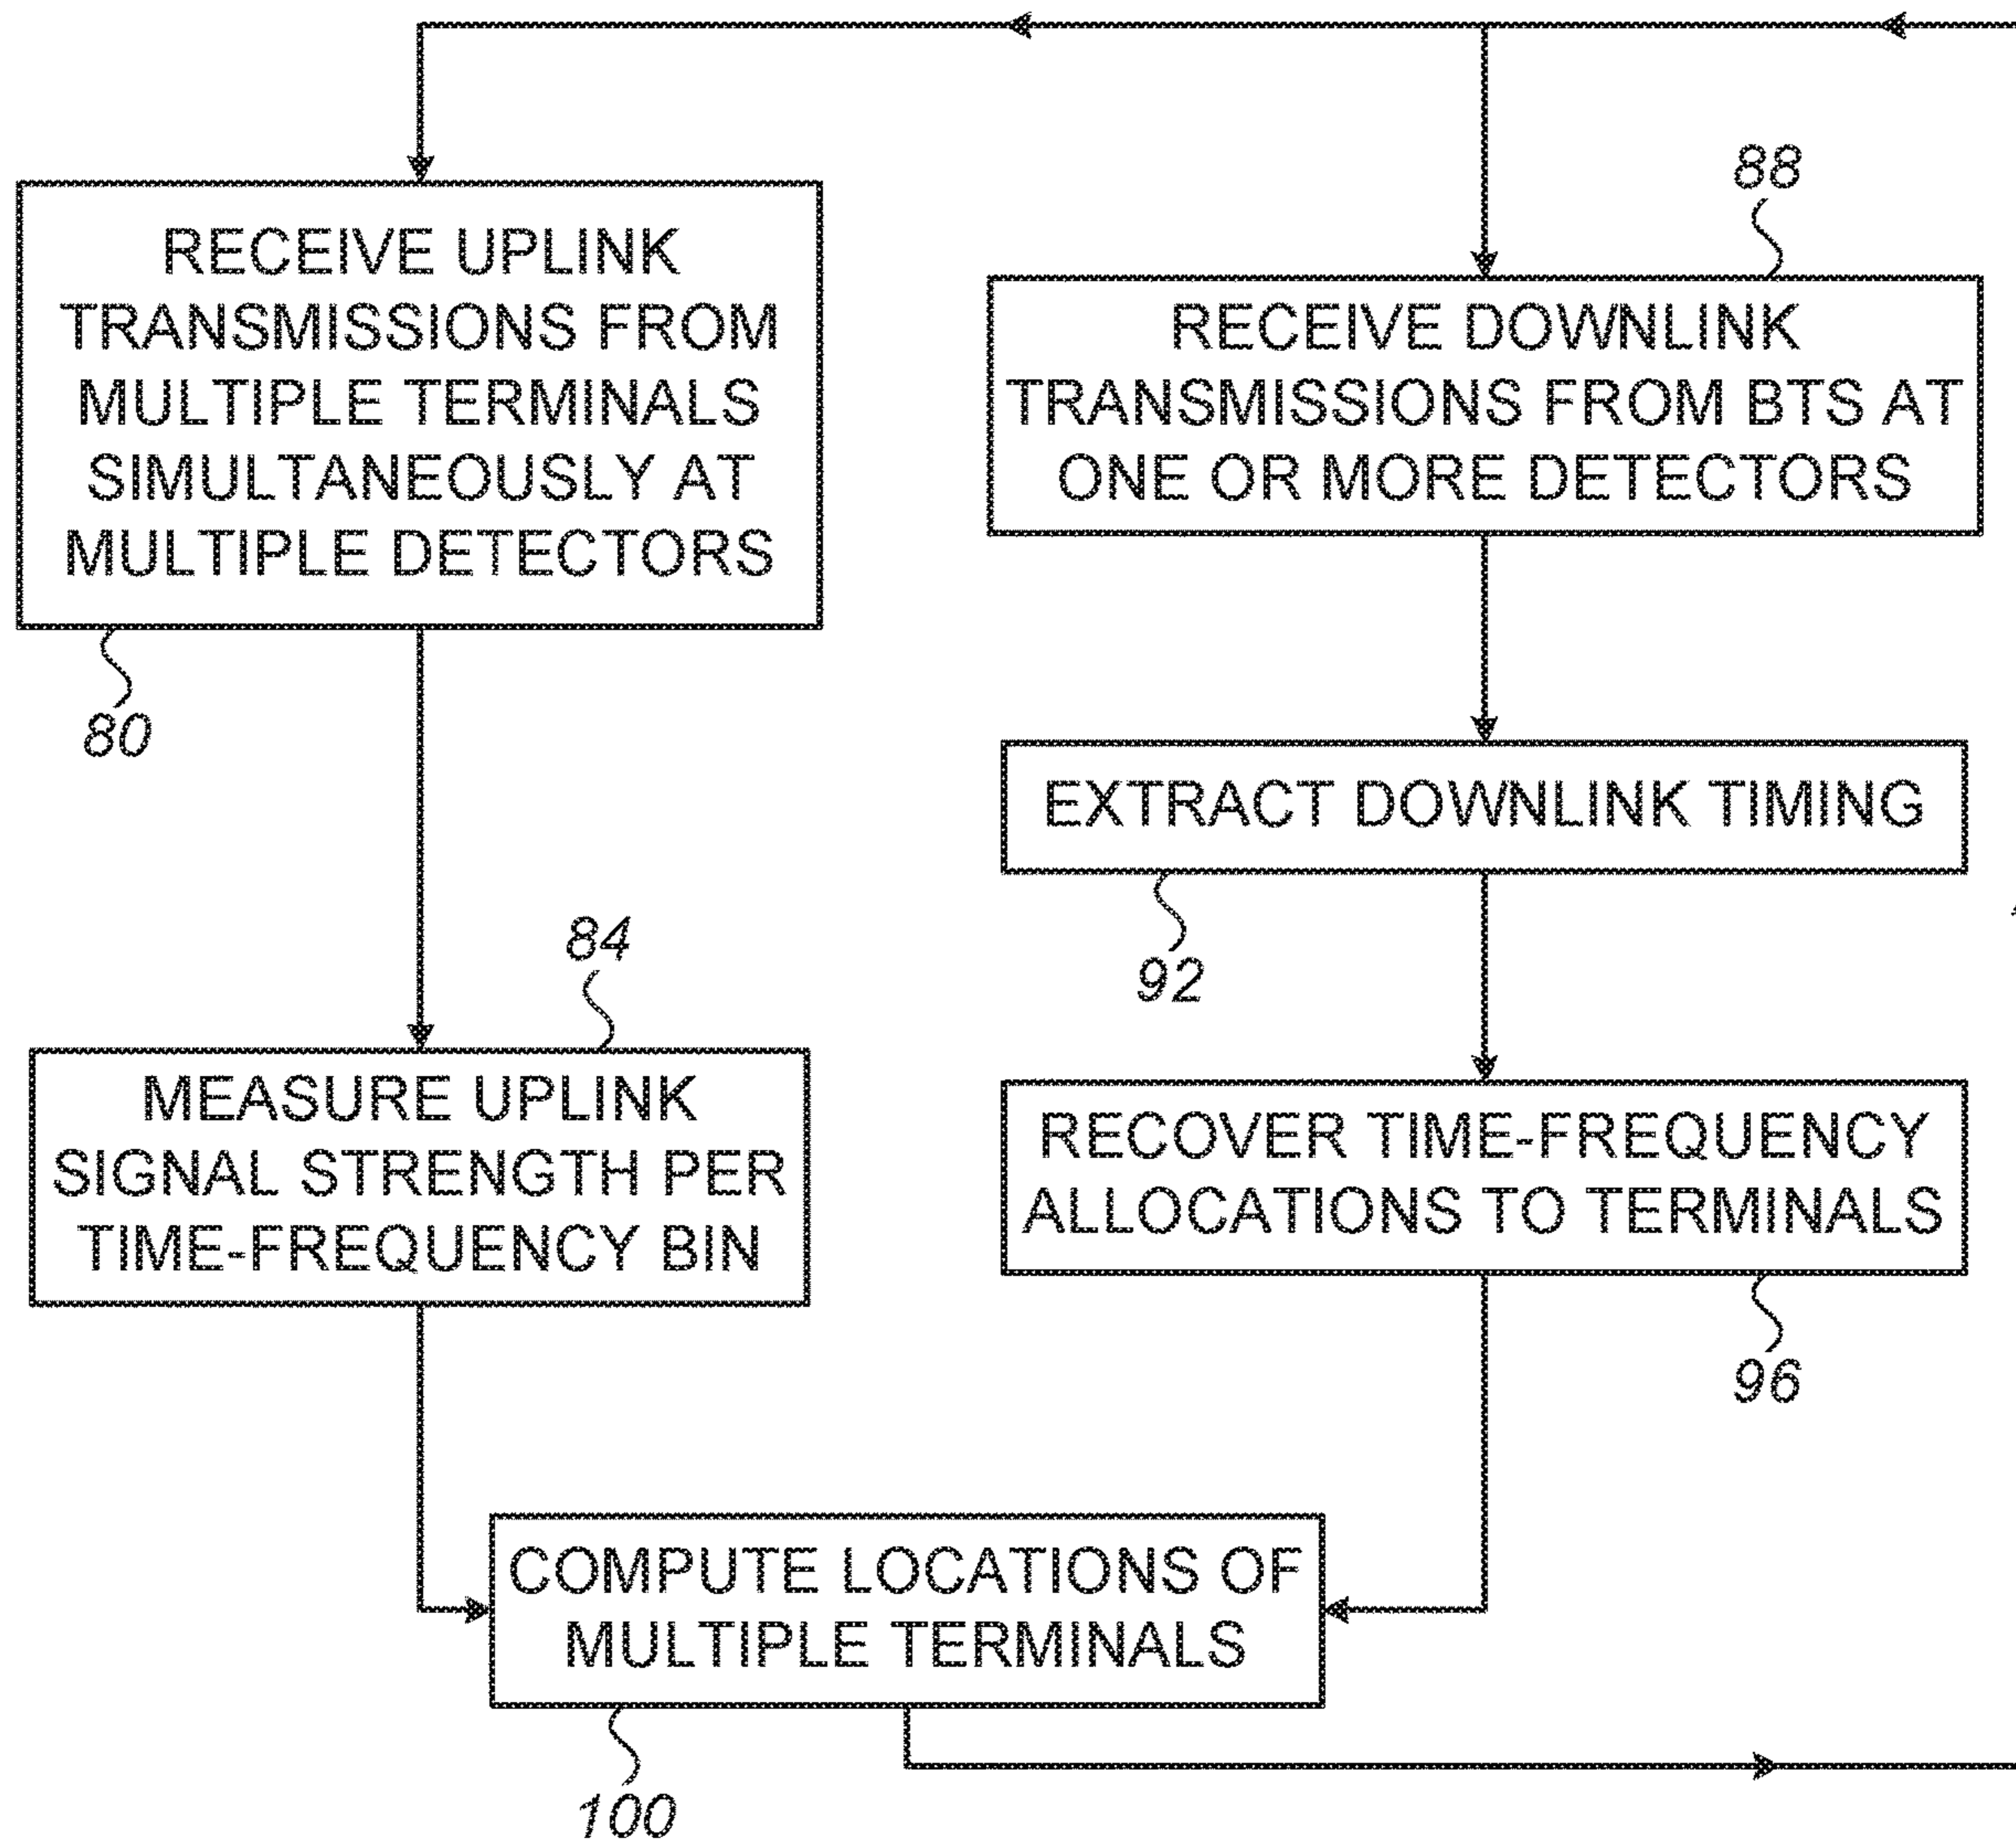 RECEIVE UPLINK
TRANSMISSIONS FROM
MULTIPLE TERMINALS
SIMULTANEOUSLY AT
MULTIPLE DETECTORS
80
MEASURE UPLINK
SIGNAL STRENGTH PER
TIME-FREQUENCY BIN
84
RECEIVE DOWNLINK
TRANSMISSIONS FROM BTS AT
ONE OR MORE DETECTORS
88
EXTRACT DOWNLINK TIMING
92
RECOVER TIME-FREQUENCY
ALLOCATIONS TO TERMINALS
96
COMPUTE LOCATIONS OF
MULTIPLE TERMINALS
100